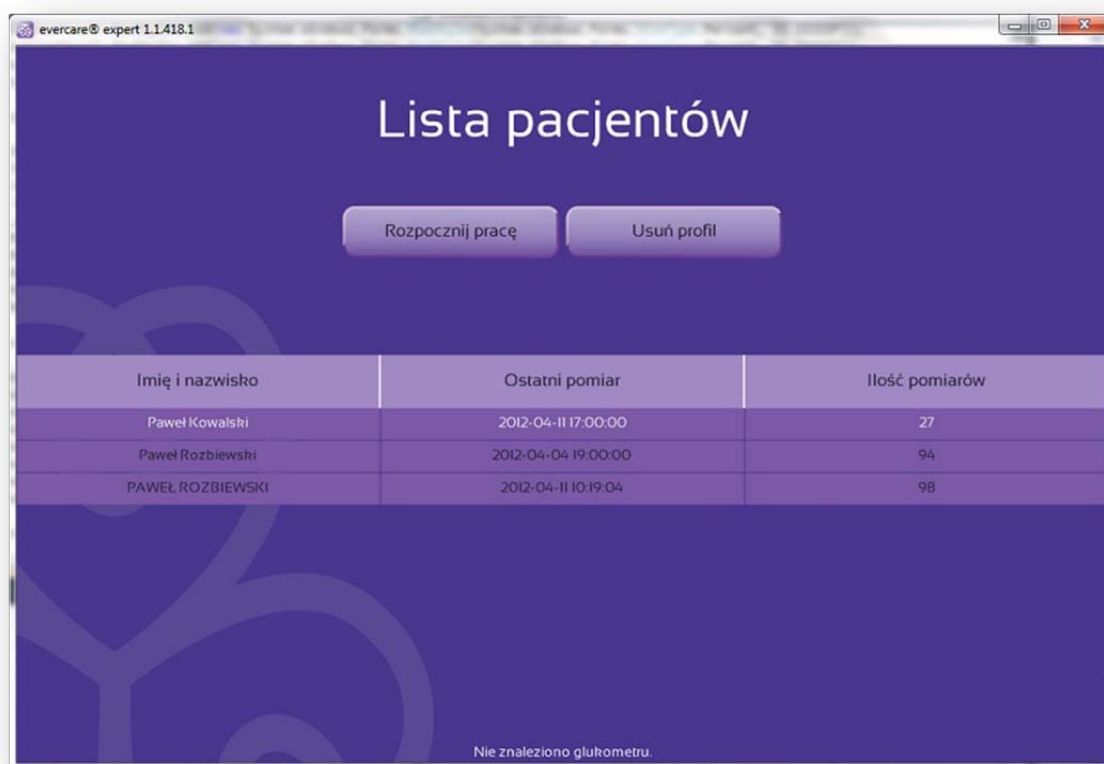 evercare® expert 1.1.418.1
Lista pacjentów
Rozpocznij pracę Usuń profil
Imię i nazwisko Ostatni pomiar Ilość pomiarów
Paweł Kowalski 2012-04-11 17:00:00 27
Paweł Rozbiewski 2012-04-04 19:00:00 94
PAWEŁ ROZBIEWSKI 2012-04-11 10:19:04 98
Nie znaleziono glukometru.